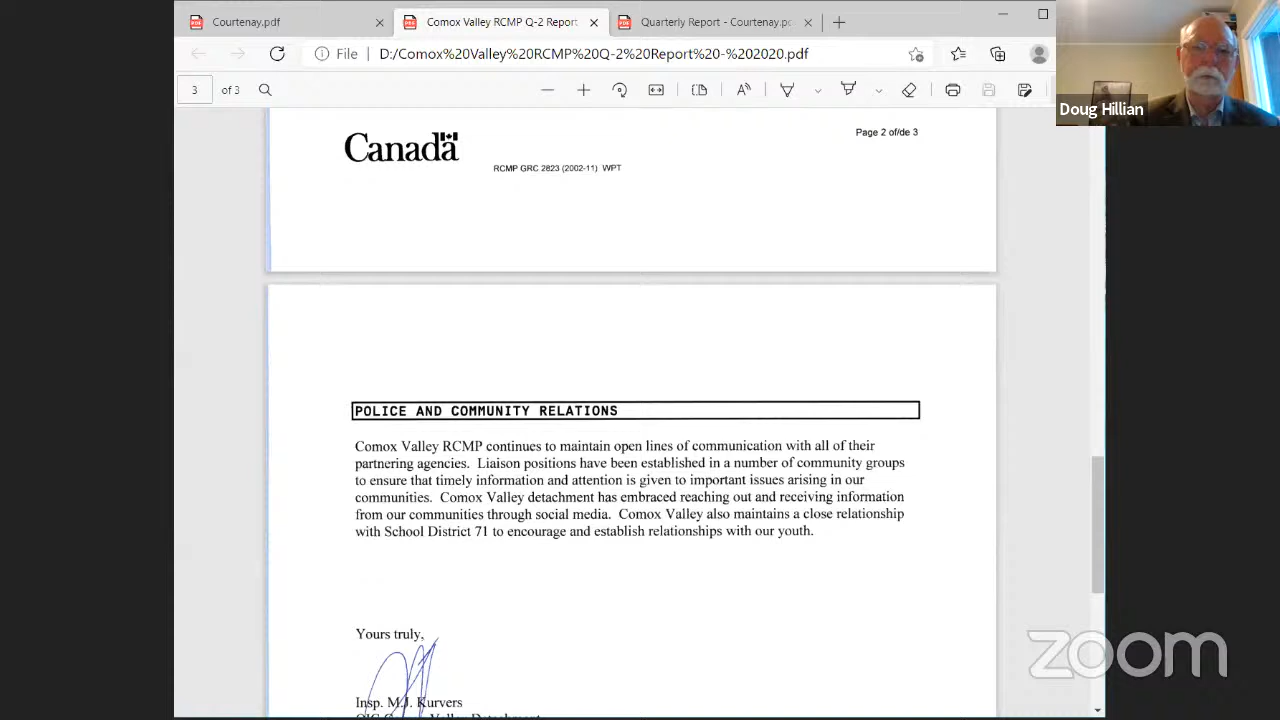 Courtenay.pdf
Comox Valley RCMP Q-2 Report
Quarterly Report - Courtenay.pd
File
D:/Comox%20Valley%20RCMP%20Q-2%20Report%20-%202020.pdf
3 of 3
Doug Hillian
Canada
Page 2 of/de 3
RCMP GRC 2823 (2002-11) WPT
POLICE AND COMMUNITY RELATIONS
Comox Valley RCMP continues to maintain open lines of communication with all of their
partnering agencies. Liaison positions have been established in a number of community groups
to ensure that timely information and attention is given to important issues arising in our
communities. Comox Valley detachment has embraced reaching out and receiving information
from our communities through social media. Comox Valley also maintains a close relationship
with School District 71 to encourage and establish relationships with our youth.
Yours truly,
Insp. M.J. Kurvers
zoom